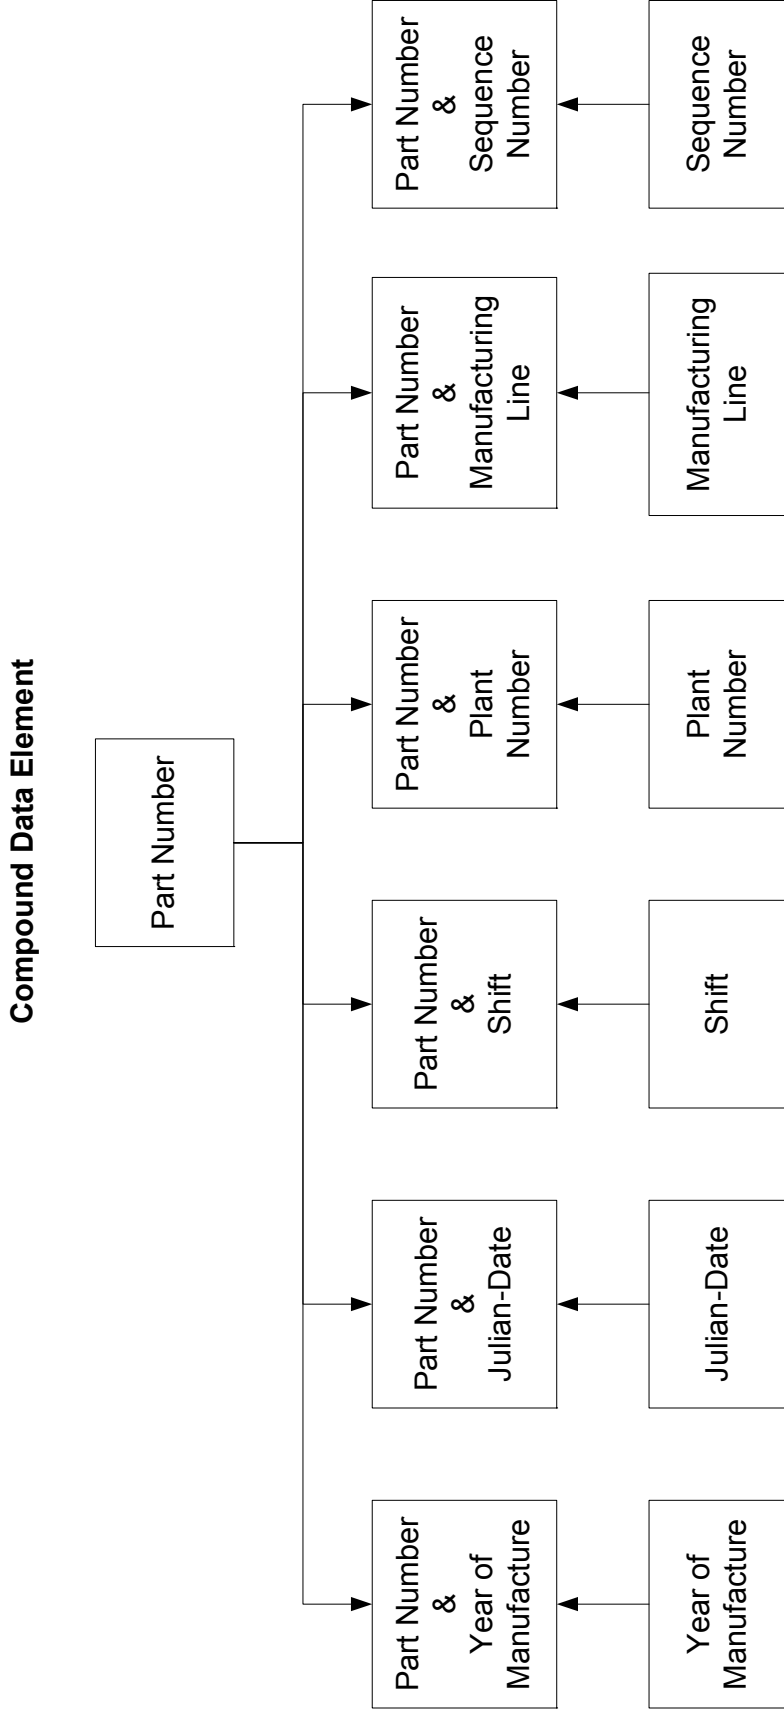 Compound Data Element
Part Number
Part Number
&
Year of
Manufacture
Part Number
&
Julian-Date
Part Number
&
Shift
Part Number
&
Plant
Number
Part Number
&
Manufacturing
Line
Part Number
&
Sequence
Number
Year of
Manufacture
Julian-Date
Shift
Plant
Number
Manufacturing
Line
Sequence
Number